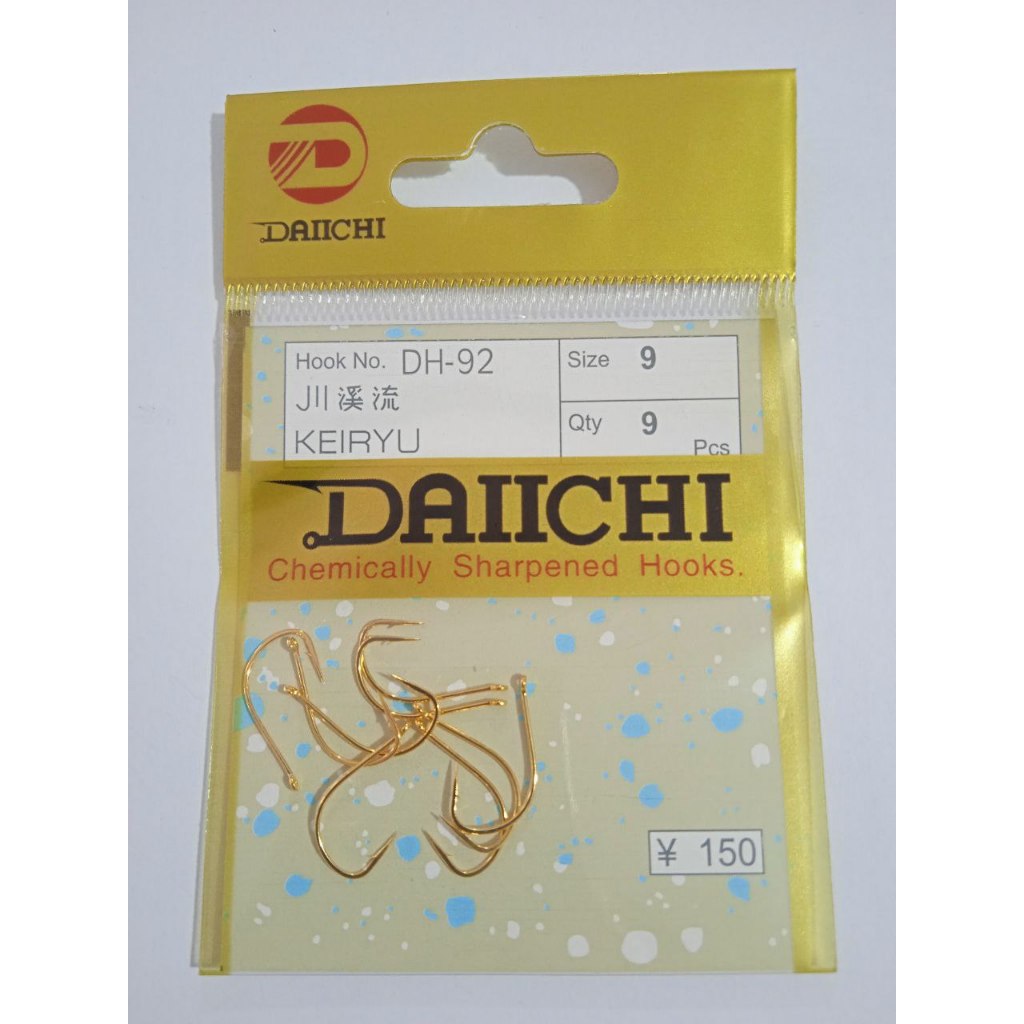 DAIICHI
Hook No. DH-92
川溪流
KEIRYU
Size 9
Qty 9
Pcs
DAIICHI
Chemically Sharpened Hooks.
¥ 150